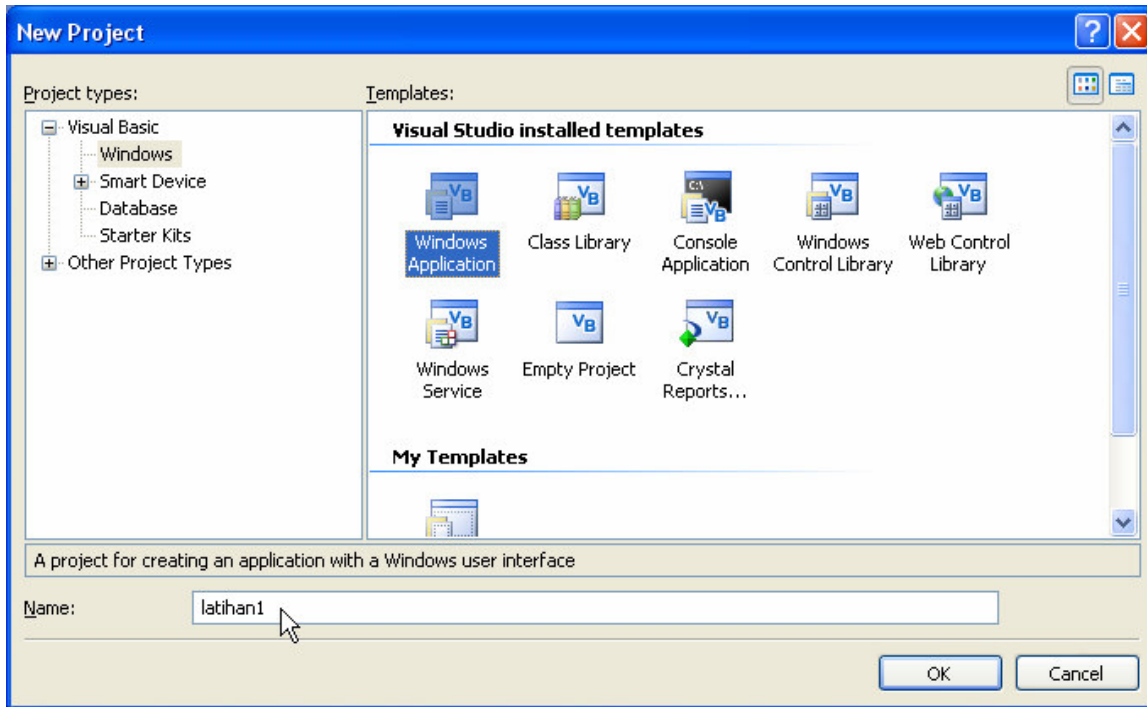 New Project
Project types:
Templates:
Visual Basic
Windows
Smart Device
Database
Starter Kits
Other Project Types
Visual Studio installed templates
Windows
Application
Class Library
Console
Application
Windows
Control Library
Web Control
Library
Windows
Service
Empty Project
Crystal
Reports...
My Templates
A project for creating an application with a Windows user interface
Name:
latihan1
OK
Cancel